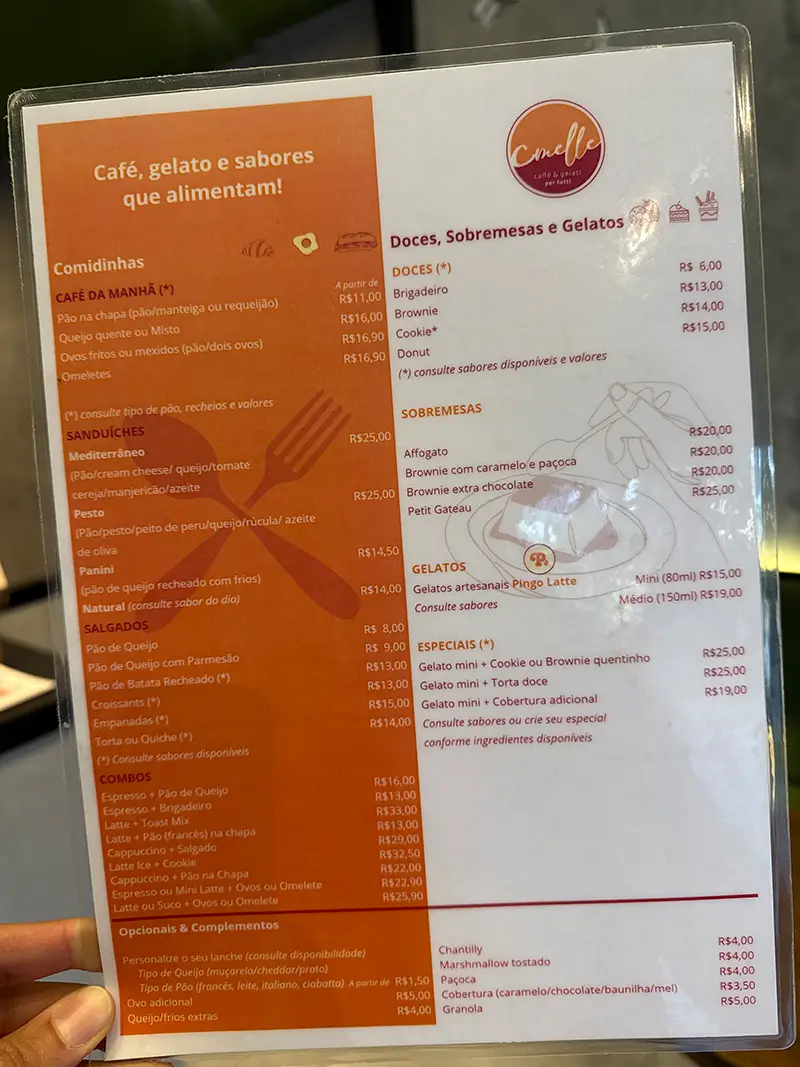 Café, gelato e sabores
que alimentam!
Comidinhas
CAFÉ DA MANHÃ (*) A partir de
Pão na chapa (pão/manteiga ou requeijão) R$11,00
Queijo quente ou Misto R$16,00
Ovos fritos ou mexidos (pão/dois ovos) R$16,90
Omeletes R$16,90
(*) consulte tipo de pão, recheios e valores
SANDUÍCHES
Mediterrâneo R$25,00
(Pão/cream cheese/ queijo/tomate
cereja/manjericão/azeite
Pesto R$25,00
(Pão/pesto/peito de peru/queijo/rúcula/ azeite
de oliva
Panini R$14,50
(pão de queijo recheado com frios)
Natural (consulte sabor do dia) R$14,00
SALGADOS
Pão de Queijo R$ 8,00
Pão de Queijo com Parmesão R$ 9,00
Pão de Batata Recheado (*) R$13,00
Croissants (*) R$13,00
Empanadas (*) R$15,00
Torta ou Quiche (*) R$14,00
(*) Consulte sabores disponíveis
COMBOS
Espresso + Pão de Queijo R$16,00
Espresso + Brigadeiro R$13,00
Latte + Toast Mix R$33,00
Latte + Pão (francês) na chapa R$13,00
Cappuccino + Salgado R$29,00
Latte Ice + Cookie R$32,50
Cappuccino + Pão na Chapa R$22,00
Espresso ou Mini Latte + Ovos ou Omelete R$22,90
Latte ou Suco + Ovos ou Omelete R$25,90
Cmelle
caffé & gelati
per tutti
Doces, Sobremesas e Gelatos
DOCES (*)
Brigadeiro R$ 6,00
Brownie R$13,00
Cookie* R$14,00
Donut R$15,00
(*) consulte sabores disponíveis e valores
SOBREMESAS
Affogato R$20,00
Brownie com caramelo e paçoca R$20,00
Brownie extra chocolate R$20,00
Petit Gateau R$25,00
GELATOS
Gelatos artesanais Pingo Latte Mini (80ml) R$15,00
Consulte sabores Médio (150ml) R$19,00
ESPECIAIS (*)
Gelato mini + Cookie ou Brownie quentinho R$25,00
Gelato mini + Torta doce R$25,00
Gelato mini + Cobertura adicional R$19,00
Consulte sabores ou crie seu especial
conforme ingredientes disponíveis
Opcionais & Complementos
Personalize o seu lanche (consulte disponibilidade)
Tipo de Queijo (muçarela/cheddar/prato)
Tipo de Pão (francês, leite, italiano, ciabatta) A partir de R$1,50
Ovo adicional R$5,00
Queijo/frios extras R$4,00
Chantilly R$4,00
Marshmallow tostado R$4,00
Paçoca R$4,00
Cobertura (caramelo/chocolate/baunilha/mel) R$3,50
Granola R$5,00